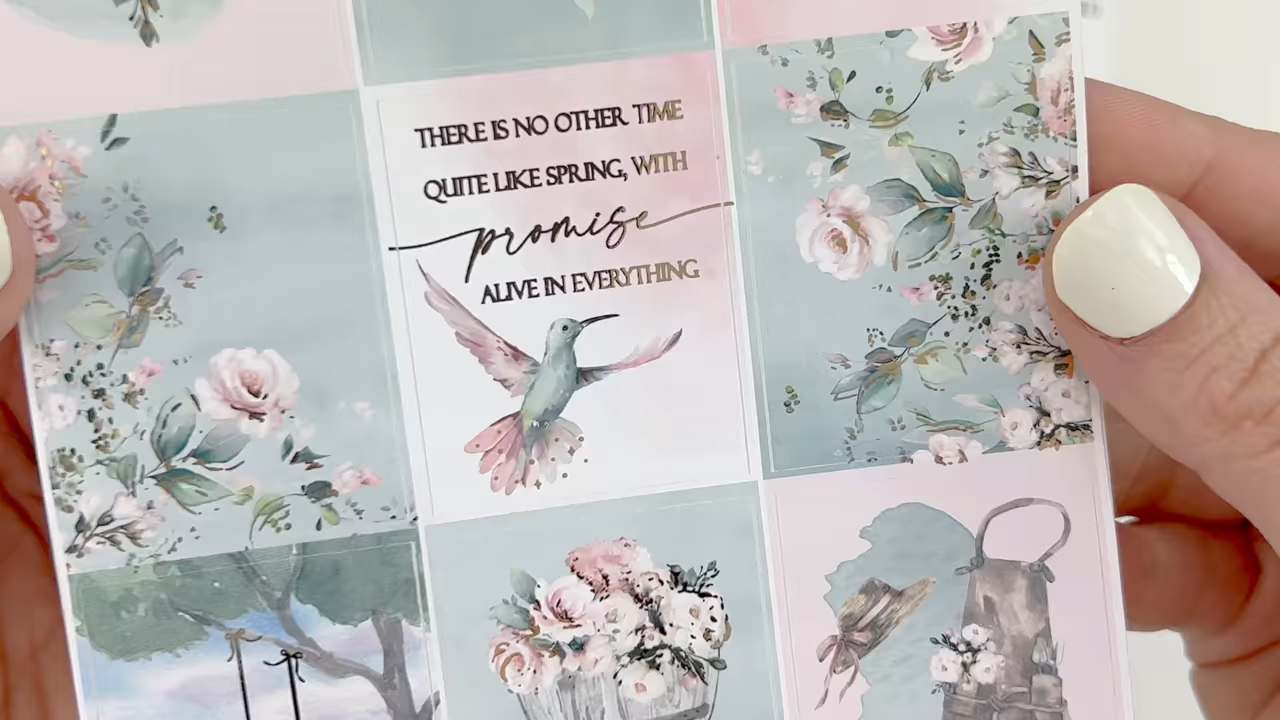 THERE IS NO OTHER TIME
QUITE LIKE SPRING, WITH
promise
ALIVE IN EVERYTHING